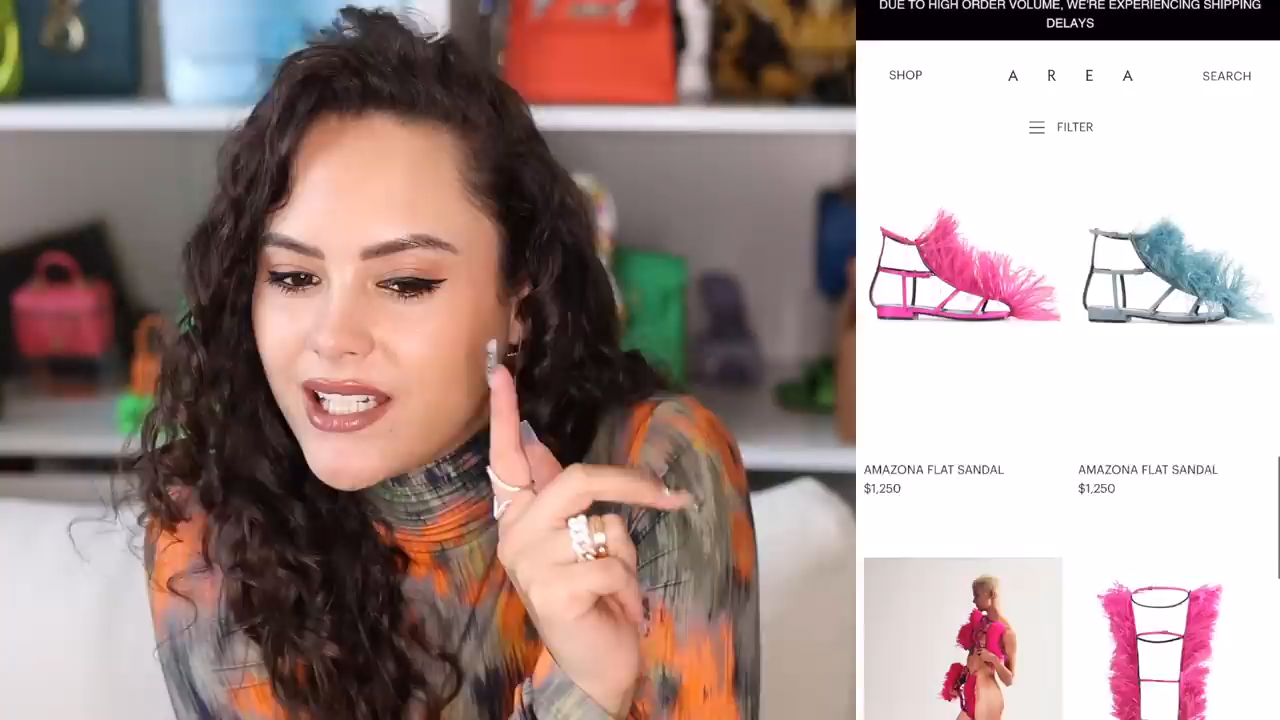 DUE TO HIGH ORDER VOLUME, WE'RE EXPERIENCING SHIPPING
DELAYS
SHOP
A R E A
SEARCH
FILTER
AMAZONA FLAT SANDAL
$1,250
AMAZONA FLAT SANDAL
$1,250